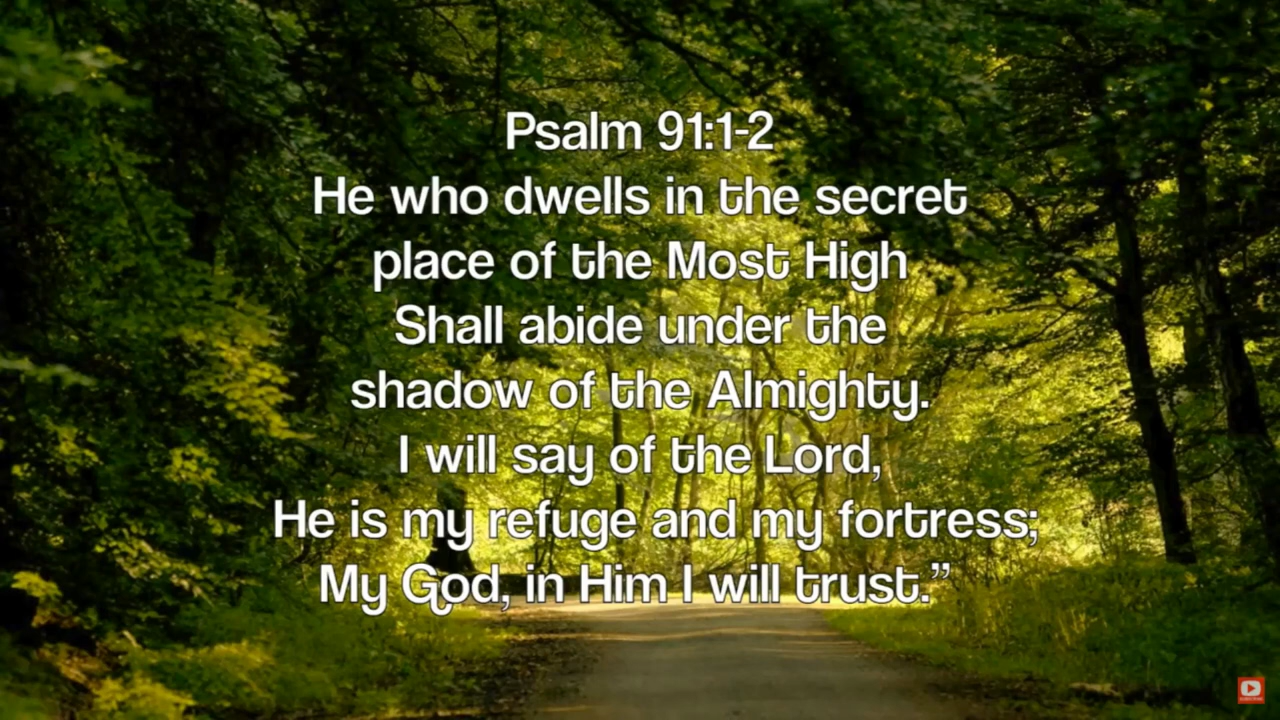 Psalm 91:1-2
He who dwells in the secret
place of the Most High
Shall abide under the
shadow of the Almighty.
I will say of the Lord,
He is my refuge and my fortress;
My God, in Him I will trust.”